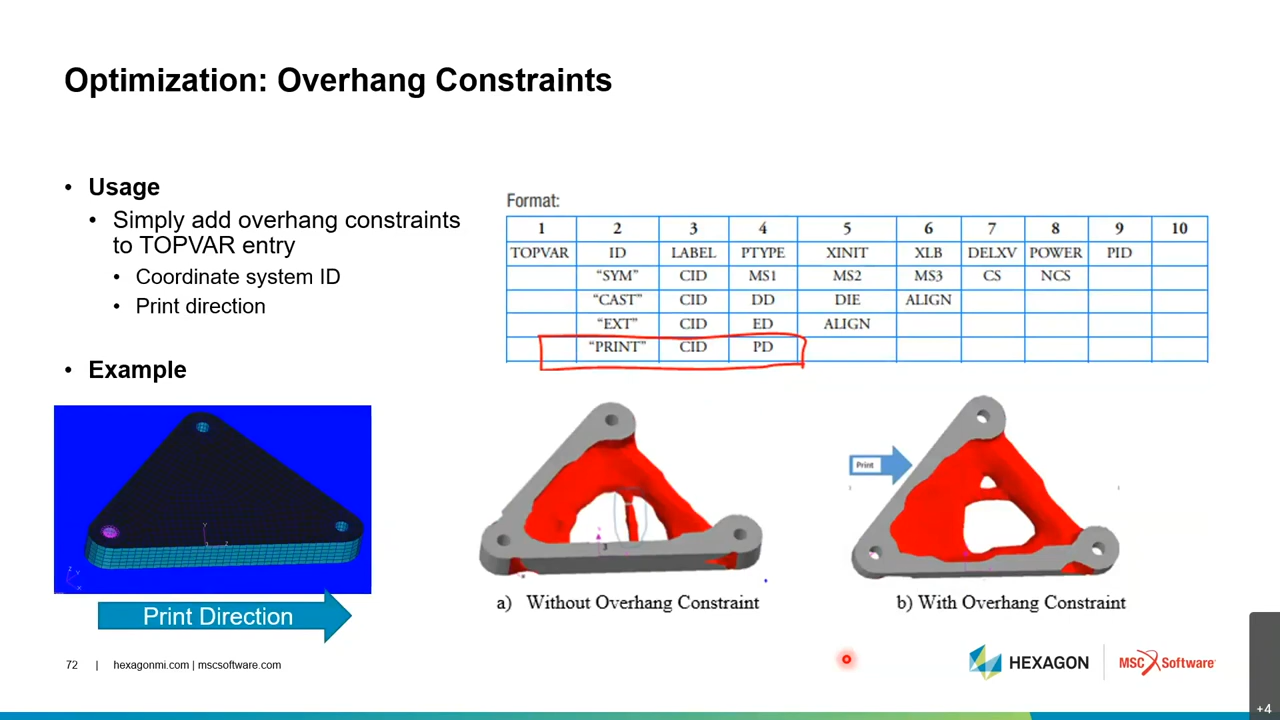 Optimization: Overhang Constraints
• Usage
• Simply add overhang constraints
to TOPVAR entry
• Coordinate system ID
• Print direction
• Example
Format:
1 2 3 4 5 6 7 8 9 10
TOPVAR ID LABEL PTYPE XINIT XLB DELXV POWER PID
“SYM” CID MS1 MS2 MS3 CS NCS
“CAST” CID DD DIE ALIGN
“EXT” CID ED ALIGN
“PRINT” CID PD
Print
Print Direction
a) Without Overhang Constraint
b) With Overhang Constraint
72 | hexagonmi.com | mscsoftware.com
HEXAGON
MSC Software
+4